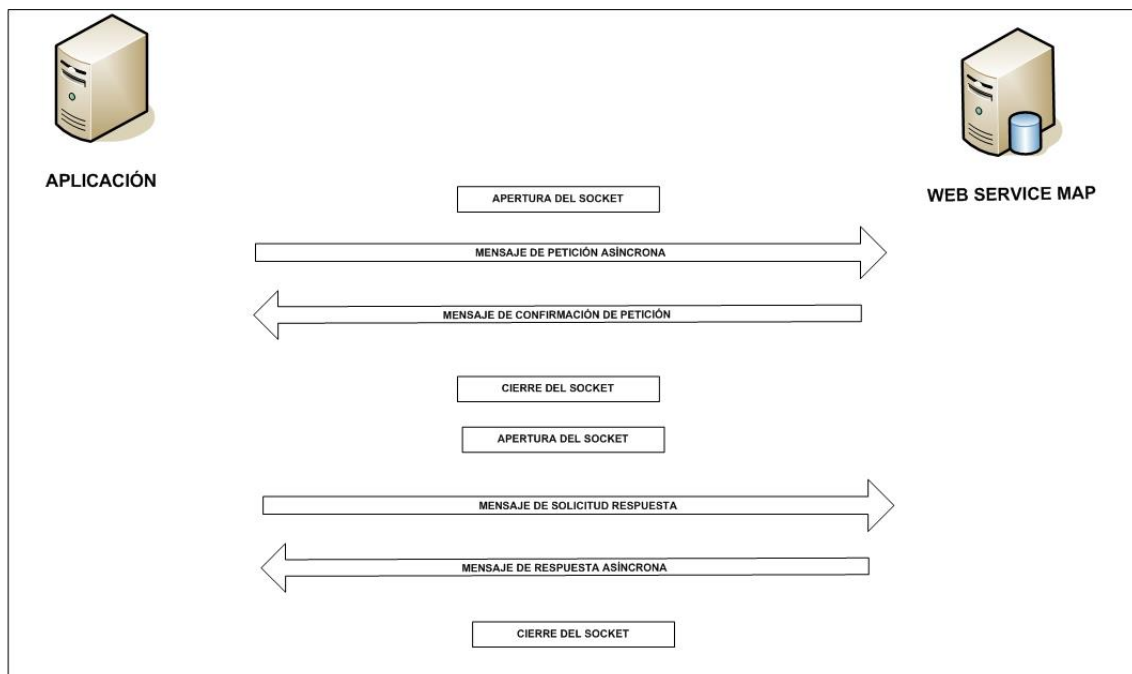 APLICACIÓN
WEB SERVICE MAP
APERTURA DEL SOCKET
MENSAJE DE PETICIÓN ASÍNCRONA
MENSAJE DE CONFIRMACIÓN DE PETICIÓN
CIERRE DEL SOCKET
APERTURA DEL SOCKET
MENSAJE DE SOLICITUD RESPUESTA
MENSAJE DE RESPUESTA ASÍNCRONA
CIERRE DEL SOCKET